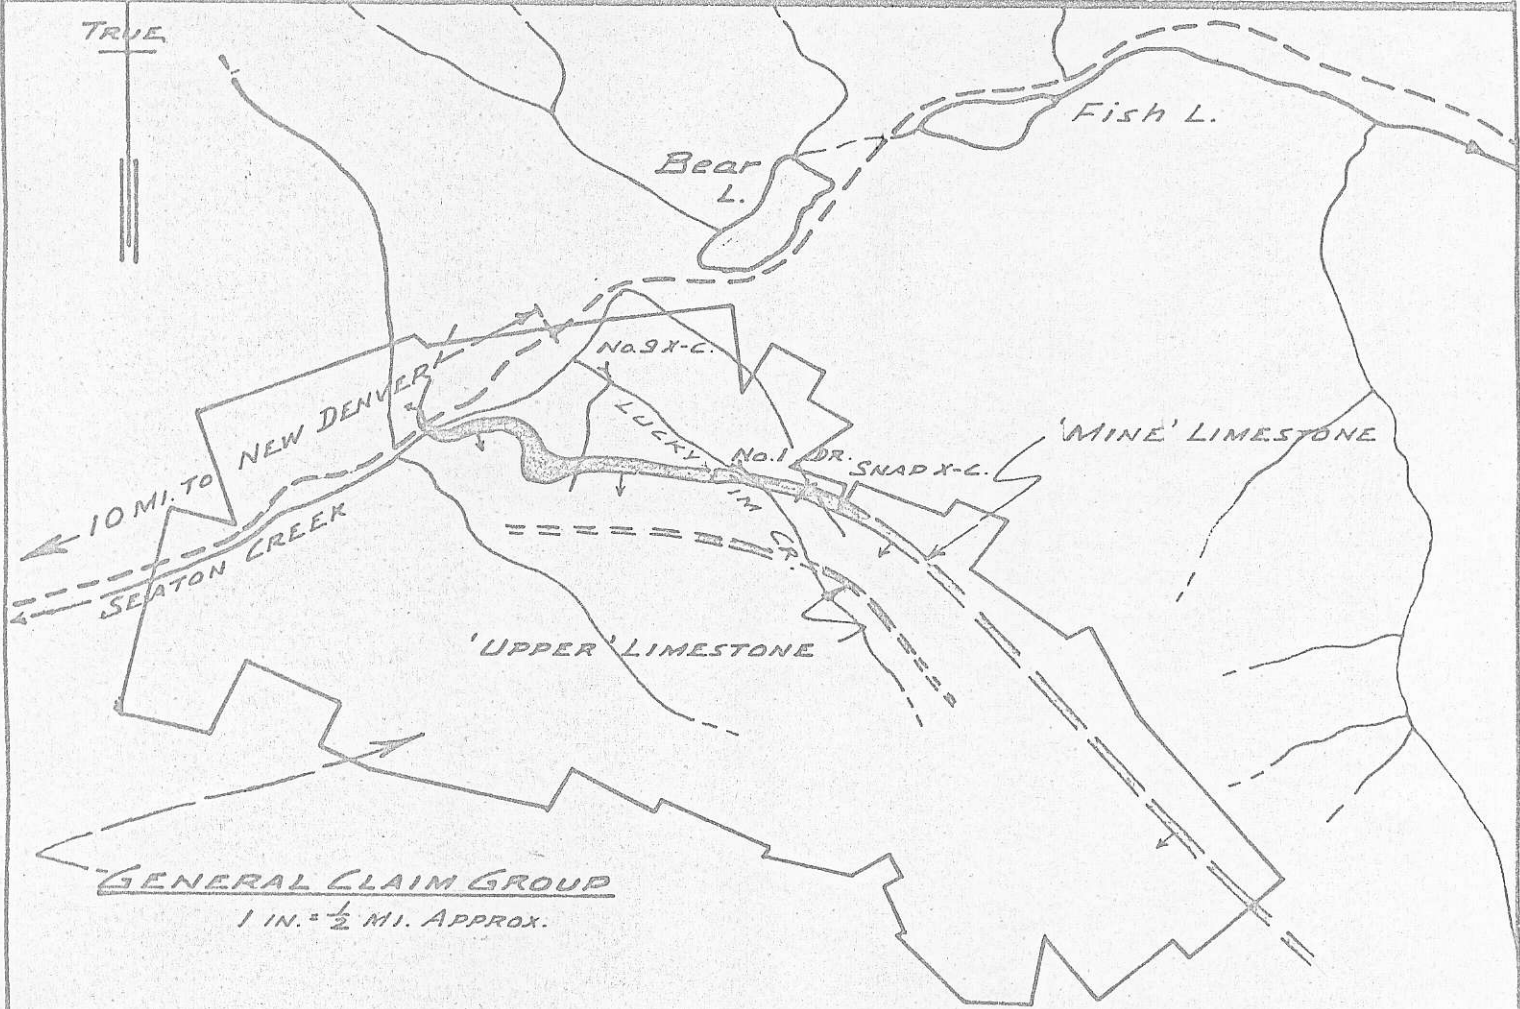 TRUE
Fish L.
Bear
L.
No. 9 X-C.
LUCKY JIM CR.
No. 1 DR.
SNAP X-C.
'MINE' LIMESTONE
10 MI. TO NEW DENVER
SEATON CREEK
'UPPER' LIMESTONE
GENERAL CLAIM GROUP
1 IN. = 1/2 MI. APPROX.